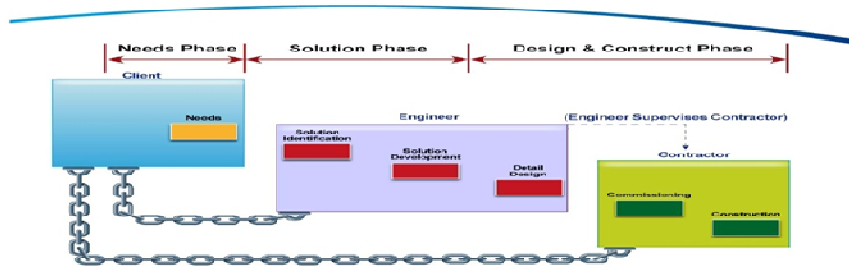 Needs Phase
Solution Phase
Design & Construct Phase
Client
Needs
Engineer
(Engineer Supervises Contractor)
Solution
Identification
Solution
Development
Detail
Design
Contractor
Commissioning
Construction